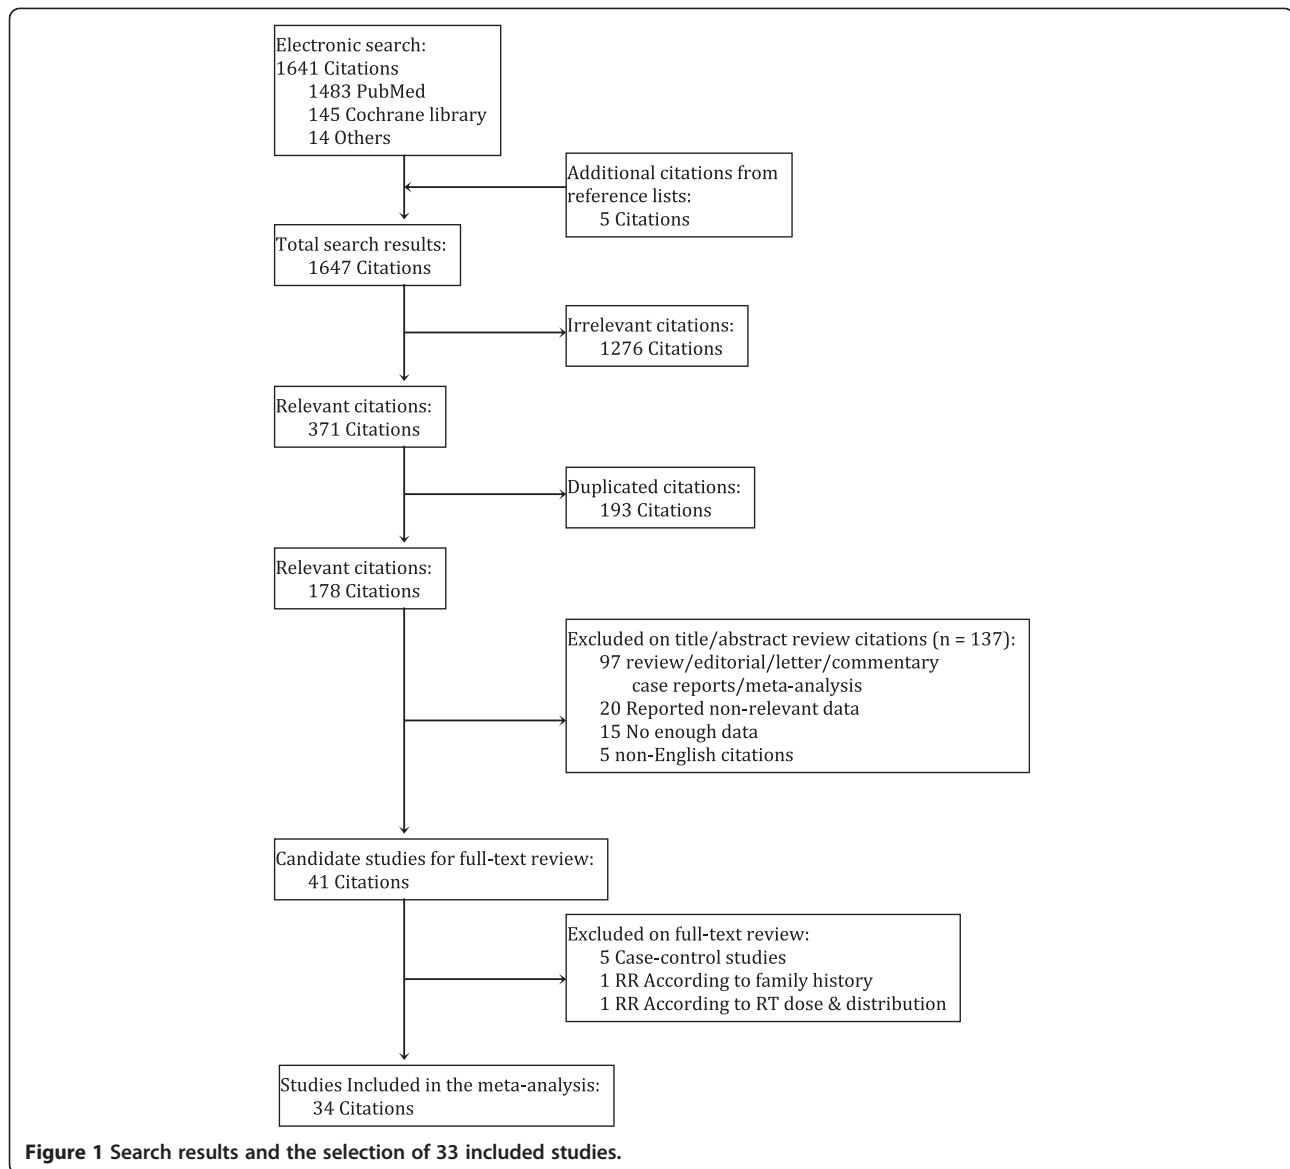 Electronic search:
1641 Citations
1483 PubMed
145 Cochrane library
14 Others
Additional citations from
reference lists:
5 Citations
Total search results:
1647 Citations
Irrelevant citations:
1276 Citations
Relevant citations:
371 Citations
Duplicated citations:
193 Citations
Relevant citations:
178 Citations
Excluded on title/abstract review citations (n = 137):
97 review/editorial/letter/commentary
case reports/meta-analysis
20 Reported non-relevant data
15 No enough data
5 non-English citations
Candidate studies for full-text review:
41 Citations
Excluded on full-text review:
5 Case-control studies
1 RR According to family history
1 RR According to RT dose & distribution
Studies Included in the meta-analysis:
34 Citations
Figure 1 Search results and the selection of 33 included studies.